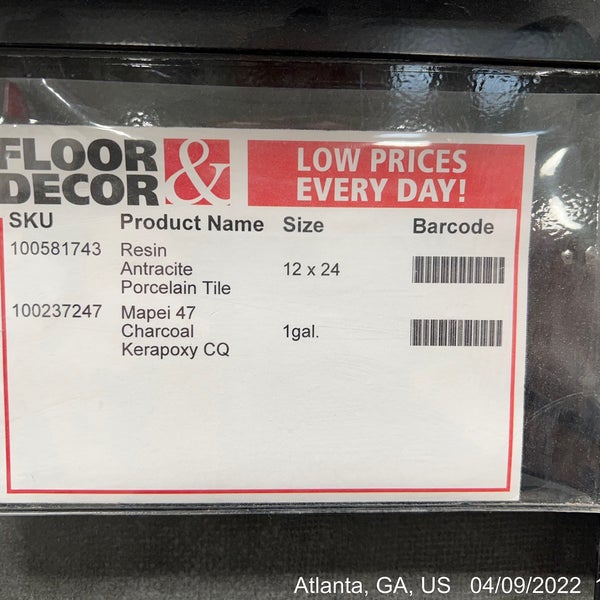 FLOOR & DECOR
LOW PRICES
EVERY DAY!
SKU Product Name Size Barcode
100581743 Resin
Antracite 12 x 24
Porcelain Tile
100237247 Mapei 47
Charcoal 1gal.
Kerapoxy CQ
Atlanta, GA, US 04/09/2022